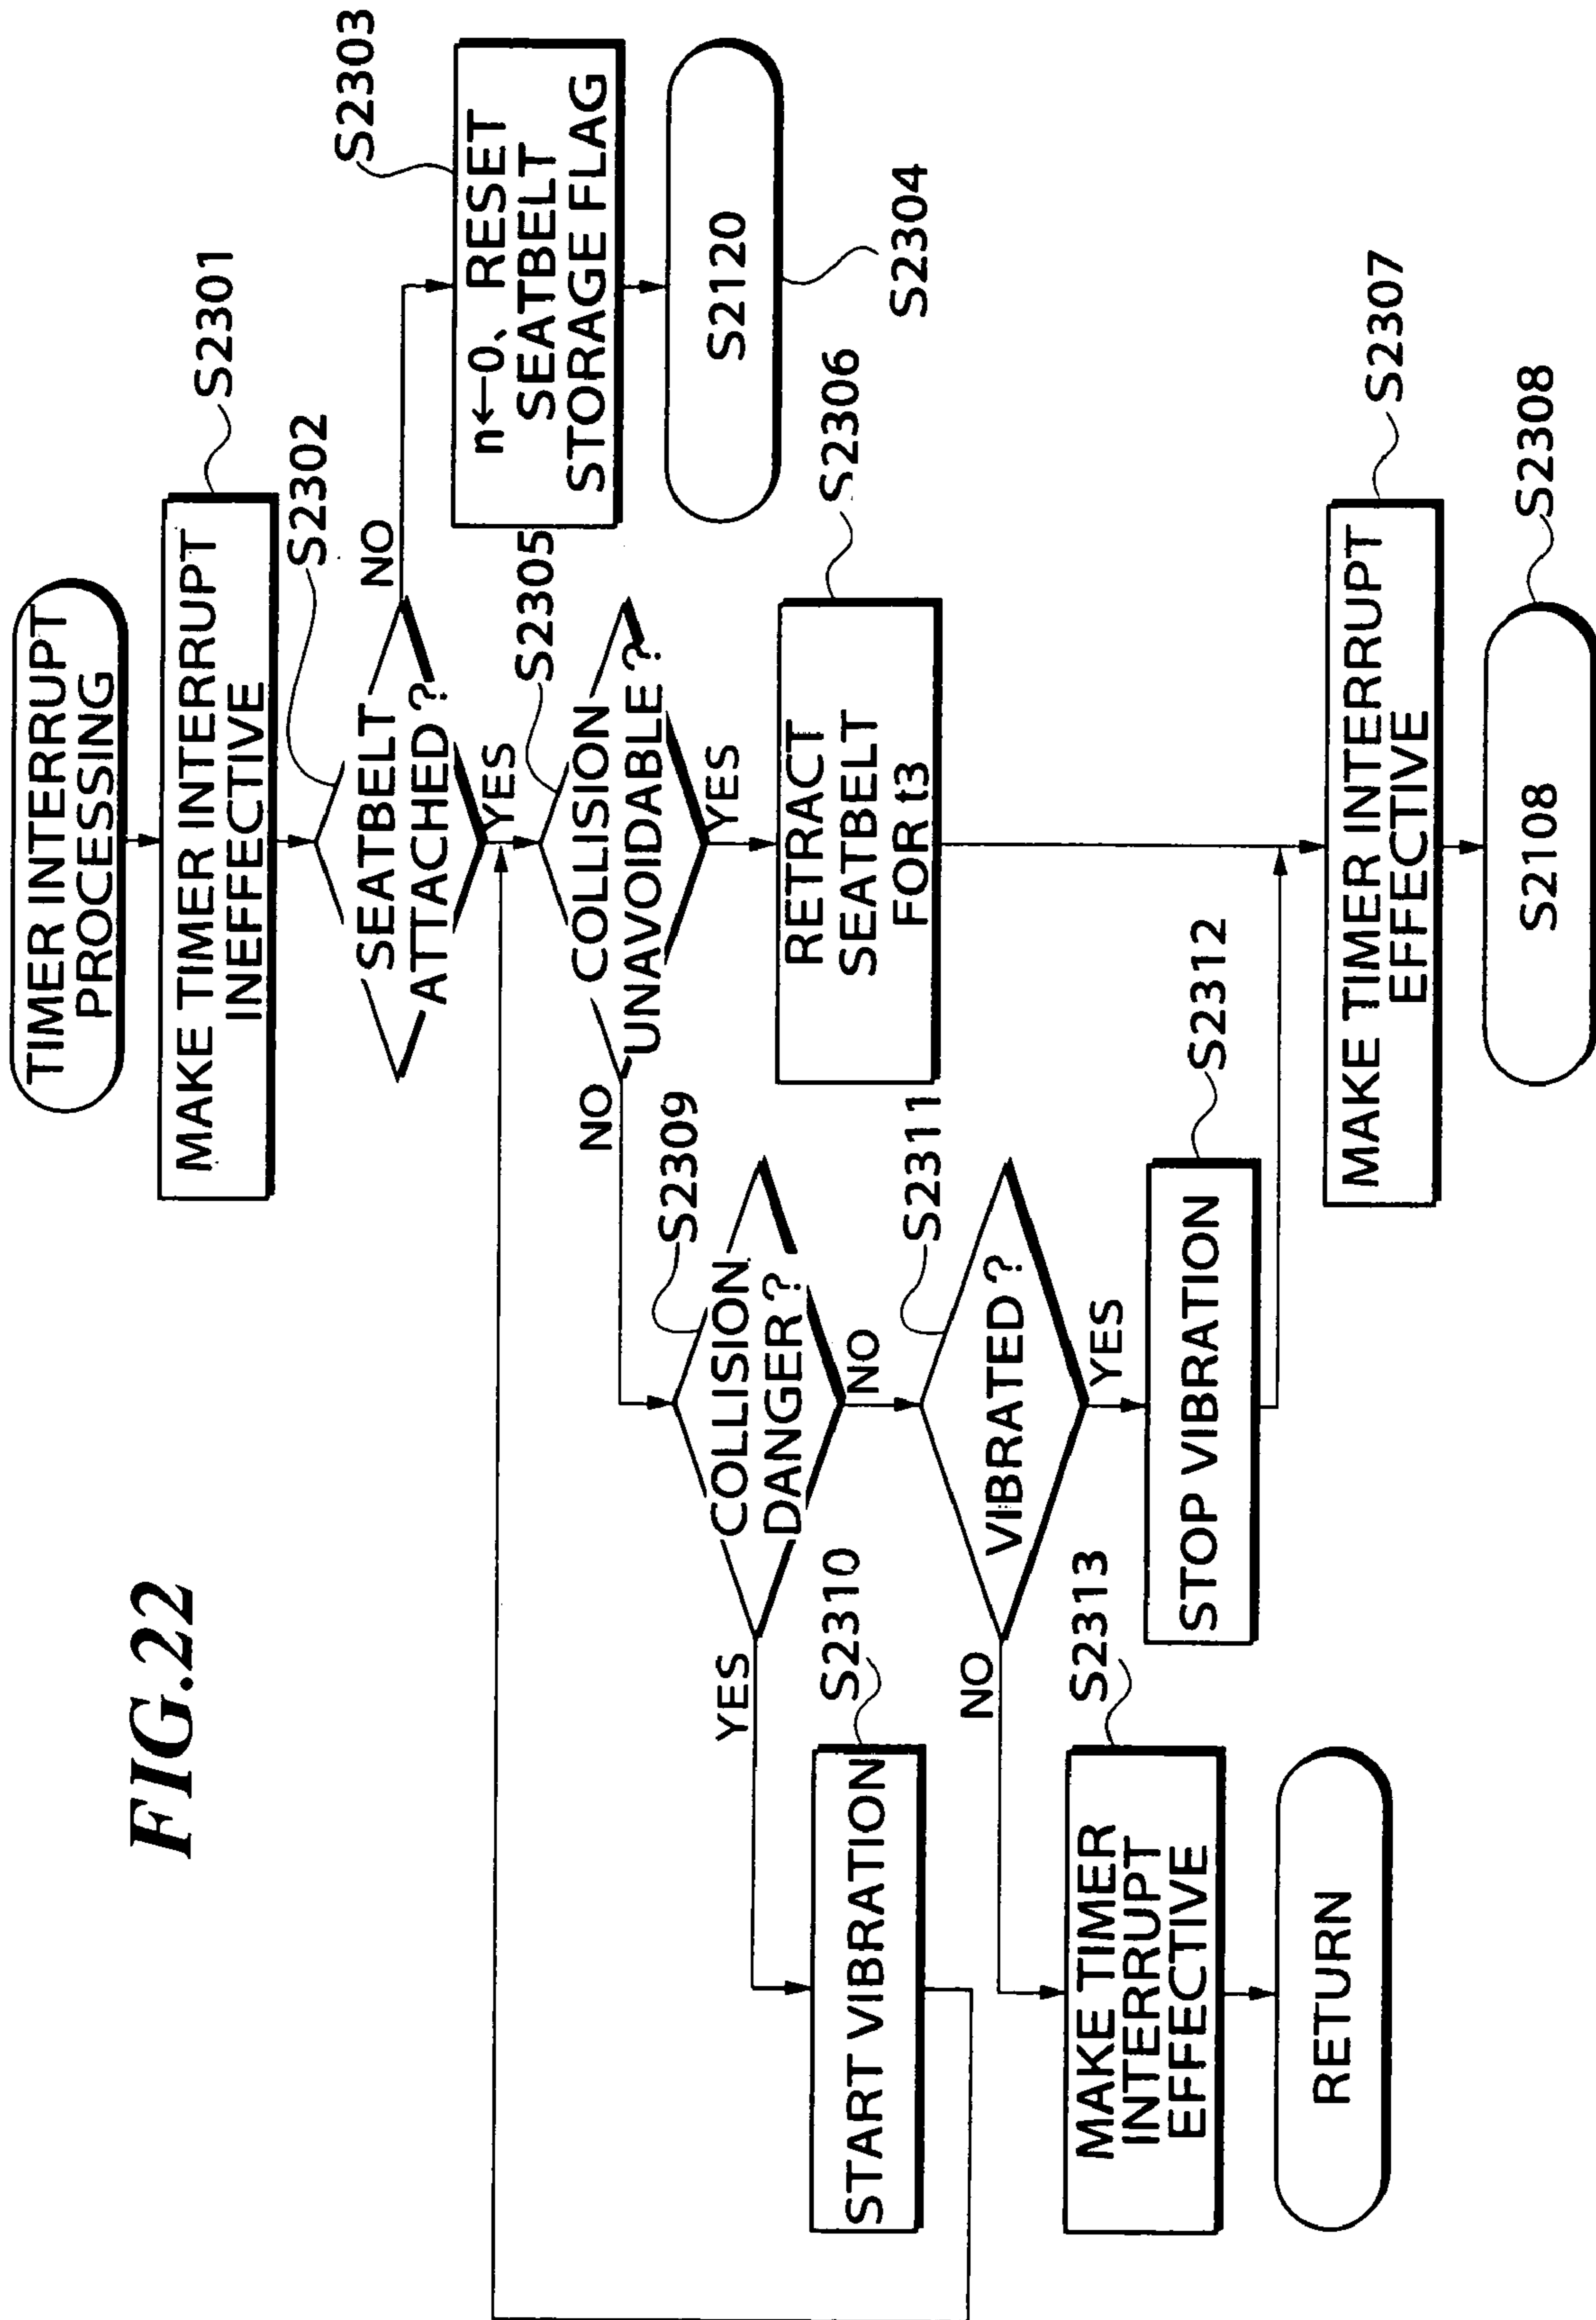 FIG.22
TIMER INTERRUPT
PROCESSING
MAKE TIMER INTERRUPT
INEFFECTIVE
S2301
S2302
SEATBELT
ATTACHED ?
NO
YES
S2303
n←0、RESET
SEATBELT
STORAGE FLAG
S2120
S2304
S2305
COLLISION
UNAVOIDABLE ?
NO
YES
S2306
RETRACT
SEATBELT
FOR t3
S2309
COLLISION
DANGER ?
YES
NO
S2310
START VIBRATION
S2311
VIBRATED ?
NO
YES
S2312
STOP VIBRATION
S2313
MAKE TIMER
INTERRUPT
EFFECTIVE
RETURN
S2307
MAKE TIMER INTERRUPT
EFFECTIVE
S2308
S2108